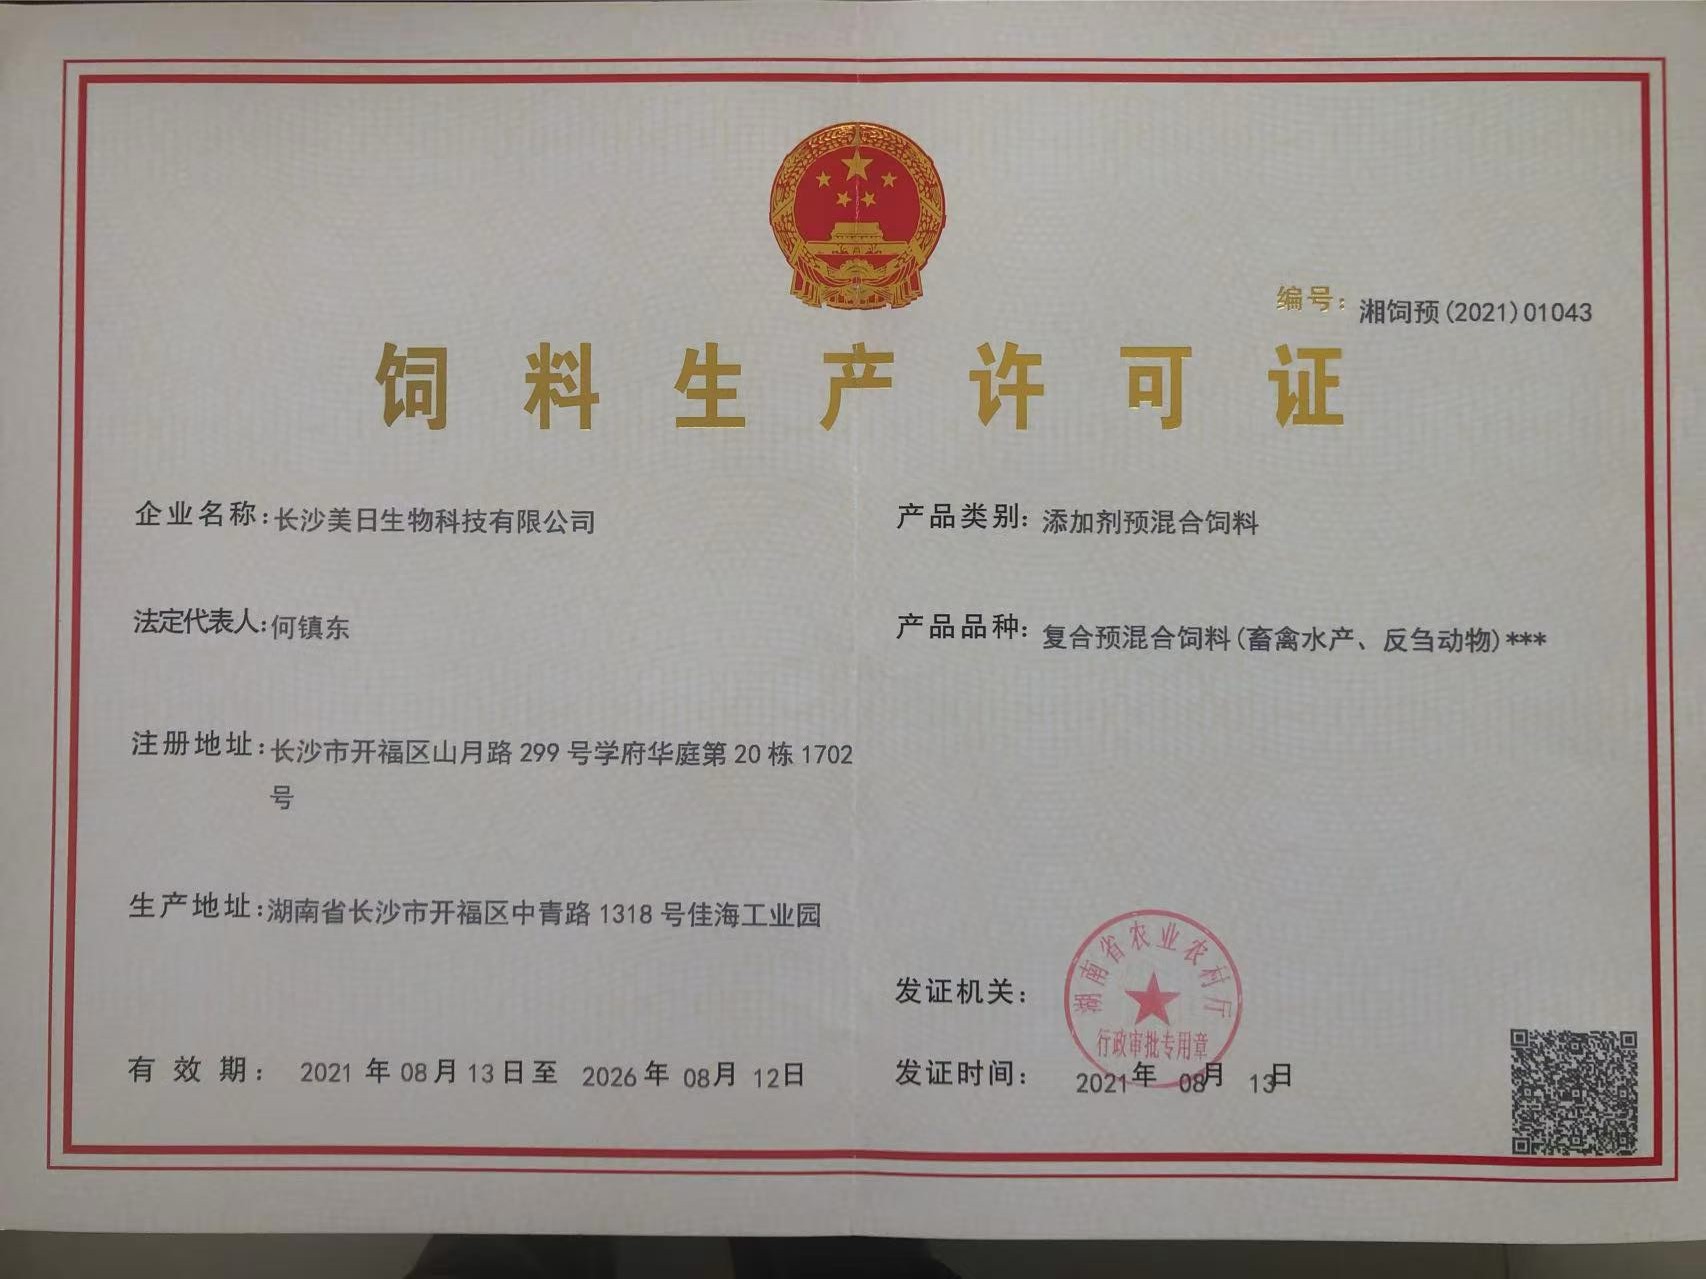 编号：湘饲预(2021)01043
饲料生产许可证
企业名称:长沙美日生物科技有限公司
法定代表人:何镇东
注册地址:长沙市开福区山月路299号学府华庭第20栋1702
号
生产地址:湖南省长沙市开福区中青路1318号佳海工业园
有效期：2021年08月13日至2026年08月12日
产品类别：添加剂预混合饲料
产品品种：复合预混合饲料(畜禽水产、反刍动物)***
发证机关：
湖南省农业农村厅
行政审批专用章
发证时间：2021年08月13日